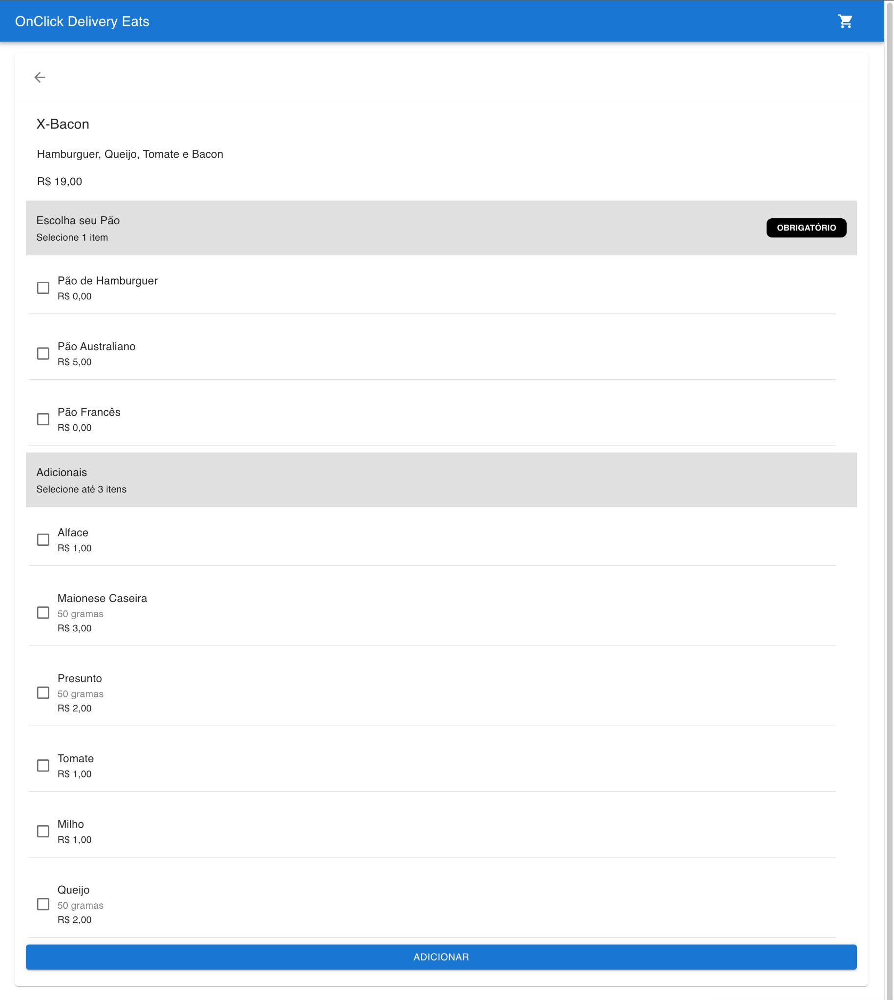 OnClick Delivery Eats
X-Bacon
Hamburguer, Queijo, Tomate e Bacon
R$ 19,00
Escolha seu Pão
Selecione 1 item
OBRIGATÓRIO
Pão de Hamburguer
R$ 0,00
Pão Australiano
R$ 5,00
Pão Francês
R$ 0,00
Adicionais
Selecione até 3 itens
Alface
R$ 1,00
Maionese Caseira
50 gramas
R$ 3,00
Presunto
50 gramas
R$ 2,00
Tomate
R$ 1,00
Milho
R$ 1,00
Queijo
50 gramas
R$ 2,00
ADICIONAR